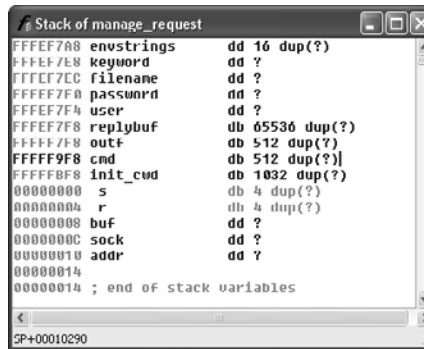 Stack of manage_request
FFFEF7A8 envstrings dd 16 dup(?)
FFFEF7E8 keyword dd ?
FFFEF7EC filename dd ?
FFFEF7F0 password dd ?
FFFEF7F4 user dd ?
FFFEF7F8 replybuf db 65536 dup(?)
FFFFF7F8 outf db 512 dup(?)
FFFFF9F8 cmd db 512 dup(?)
FFFFFBF8 init_cwd db 1032 dup(?)
00000000 s db 4 dup(?)
00000004 r db 4 dup(?)
00000008 buf dd ?
0000000C sock dd ?
00000010 addr dd ?
00000014
00000014 ; end of stack variables
SP+00010290